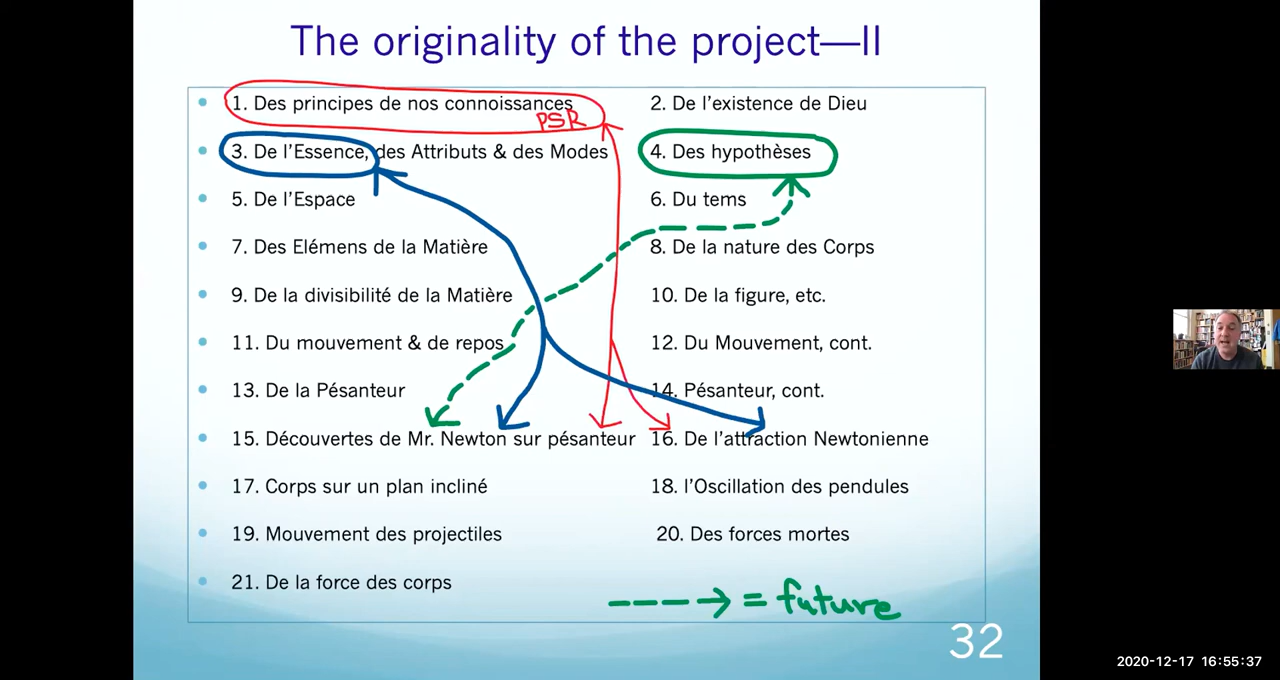 The originality of the project—II
1. Des principes de nos connoissances 2. De l'existence de Dieu
PSR
3. De l'Essence, des Attributs & des Modes 4. Des hypothèses
5. De l'Espace 6. Du tems
7. Des Elémens de la Matière 8. De la nature des Corps
9. De la divisibilité de la Matière 10. De la figure, etc.
11. Du mouvement & de repos 12. Du Mouvement, cont.
13. De la Pésanteur 14. Pésanteur, cont.
15. Découvertes de Mr. Newton sur pésanteur 16. De l'attraction Newtonienne
17. Corps sur un plan incliné 18. l'Oscillation des pendules
19. Mouvement des projectiles 20. Des forces mortes
21. De la force des corps
= future
32
2020-12-17 16:55:37